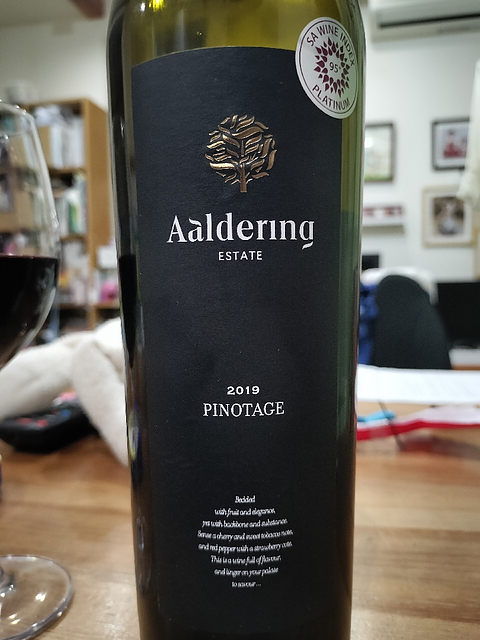 SA WINE INDEX
95+
PLATINUM
Aaldering
ESTATE
2019
PINOTAGE
Bedded
with fruit and elegance,
yet with backbone and substance.
Sense a cherry and sweet tobacco note,
and red pepper with a strawberry core.
This is a wine full of flavour,
and linger on your palate
to savour...